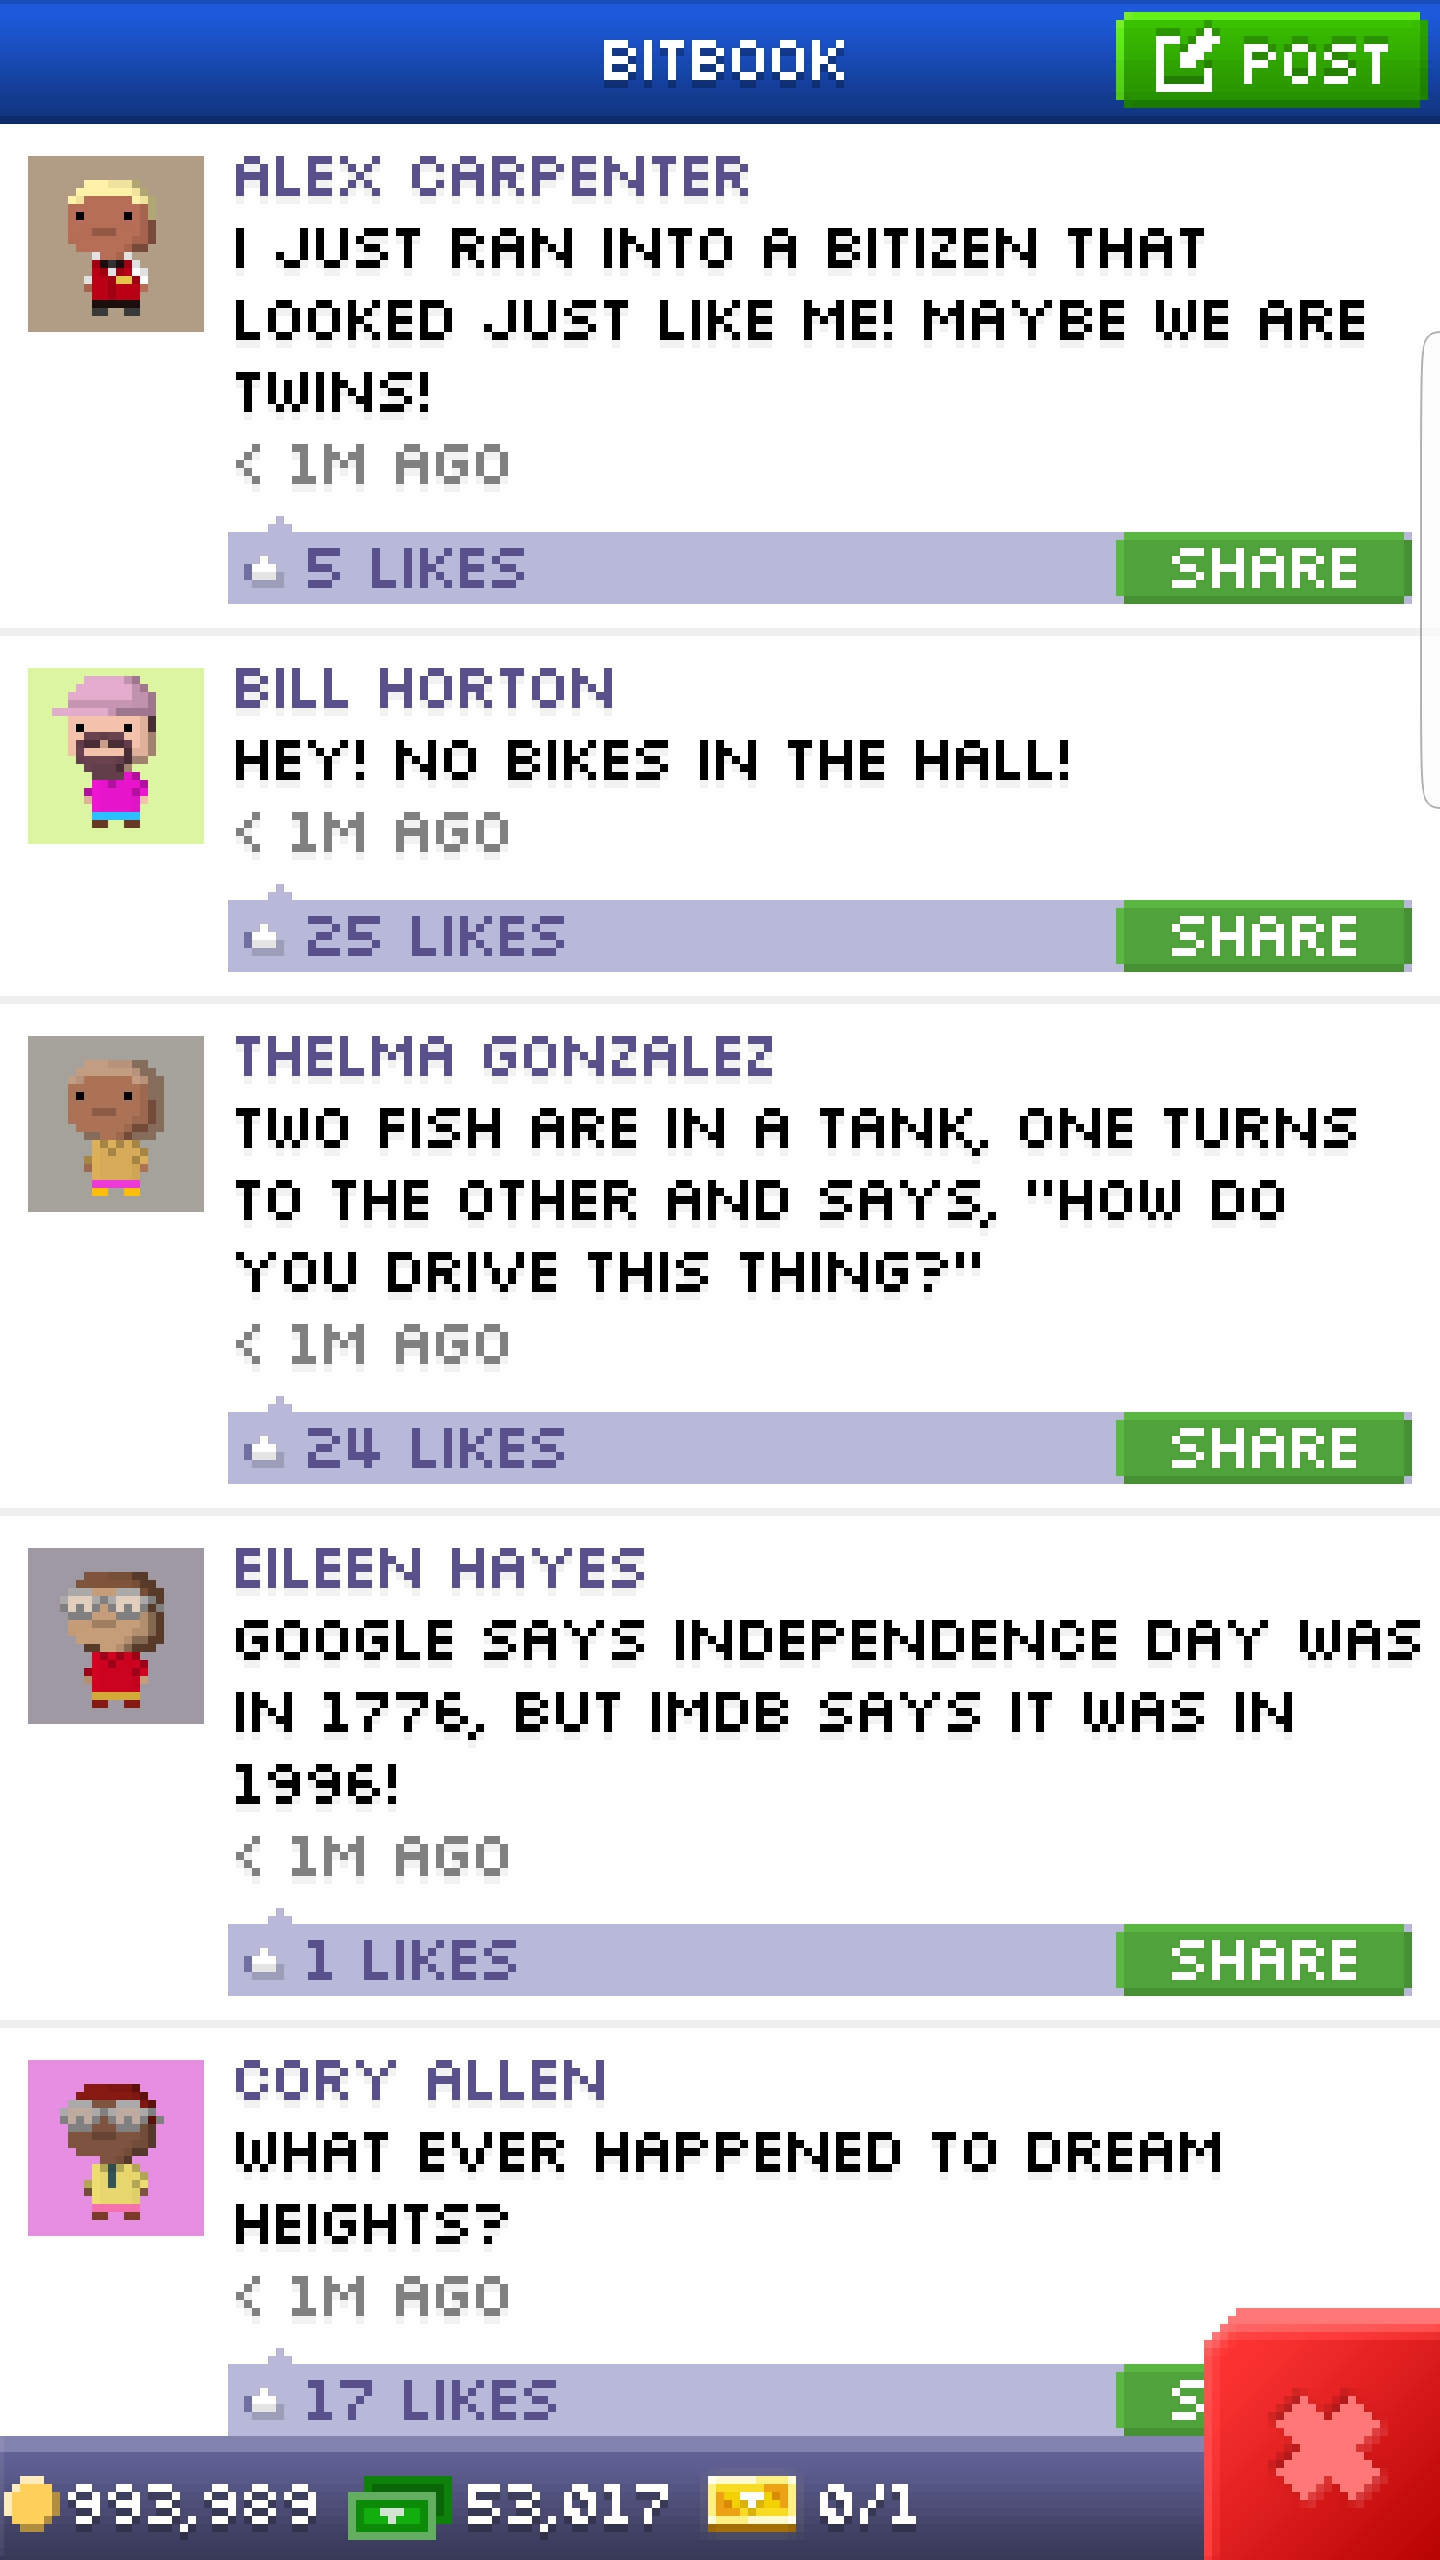 BITBOOK
POST
ALEX CARPENTER
I JUST RAN INTO A BITIZEN THAT
LOOKED JUST LIKE ME! MAYBE WE ARE
TWINS!
< 1M AGO
5 LIKES
SHARE
BILL HORTON
HEY! NO BIKES IN THE HALL!
< 1M AGO
25 LIKES
SHARE
THELMA GONZALEZ
TWO FISH ARE IN A TANK, ONE TURNS
TO THE OTHER AND SAYS, "HOW DO
YOU DRIVE THIS THING?"
< 1M AGO
24 LIKES
SHARE
EILEEN HAYES
GOOGLE SAYS INDEPENDENCE DAY WAS
IN 1776, BUT IMDB SAYS IT WAS IN
1996!
< 1M AGO
1 LIKES
SHARE
CORY ALLEN
WHAT EVER HAPPENED TO DREAM
HEIGHTS?
< 1M AGO
17 LIKES
S
993,989
53,017
0/1